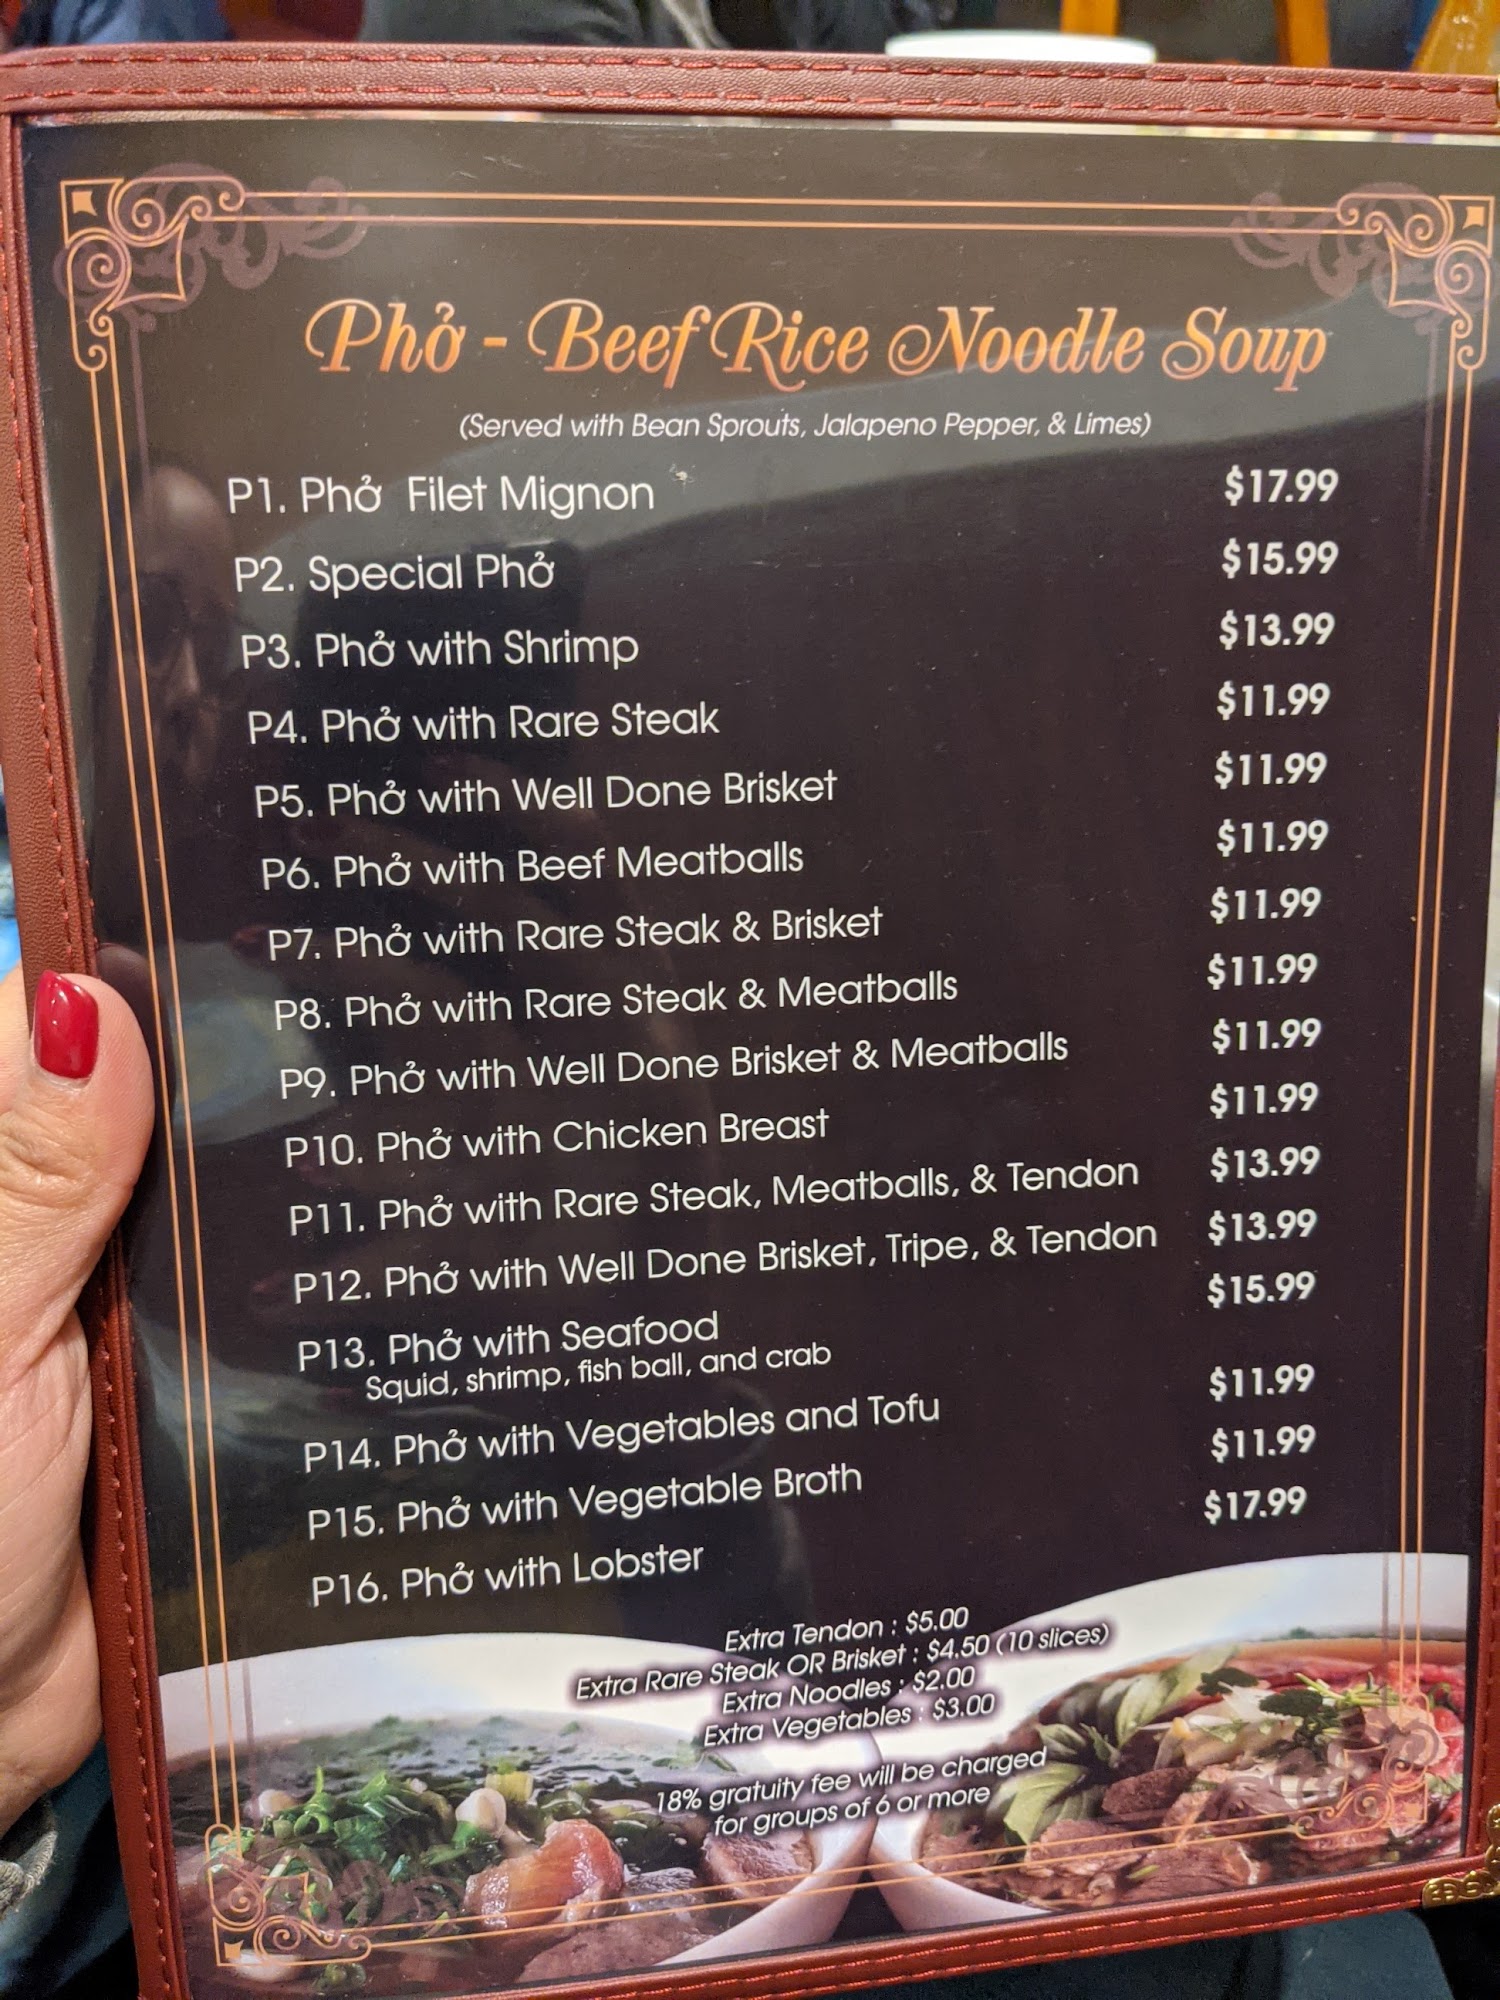 Phở - Beef Rice Noodle Soup
(Served with Bean Sprouts, Jalapeno Pepper, & Limes)
P1. Phở Filet Mignon $17.99
P2. Special Phở $15.99
P3. Phở with Shrimp $13.99
P4. Phở with Rare Steak $11.99
P5. Phở with Well Done Brisket $11.99
P6. Phở with Beef Meatballs $11.99
P7. Phở with Rare Steak & Brisket $11.99
P8. Phở with Rare Steak & Meatballs $11.99
P9. Phở with Well Done Brisket & Meatballs $11.99
P10. Phở with Chicken Breast $11.99
P11. Phở with Rare Steak, Meatballs, & Tendon $13.99
P12. Phở with Well Done Brisket, Tripe, & Tendon $13.99
P13. Phở with Seafood $15.99
Squid, shrimp, fish ball, and crab
P14. Phở with Vegetables and Tofu $11.99
P15. Phở with Vegetable Broth $11.99
P16. Phở with Lobster $17.99
Extra Tendon : $5.00
Extra Rare Steak OR Brisket : $4.50 (10 slices)
Extra Noodles : $2.00
Extra Vegetables : $3.00
18% gratuity fee will be charged
for groups of 6 or more